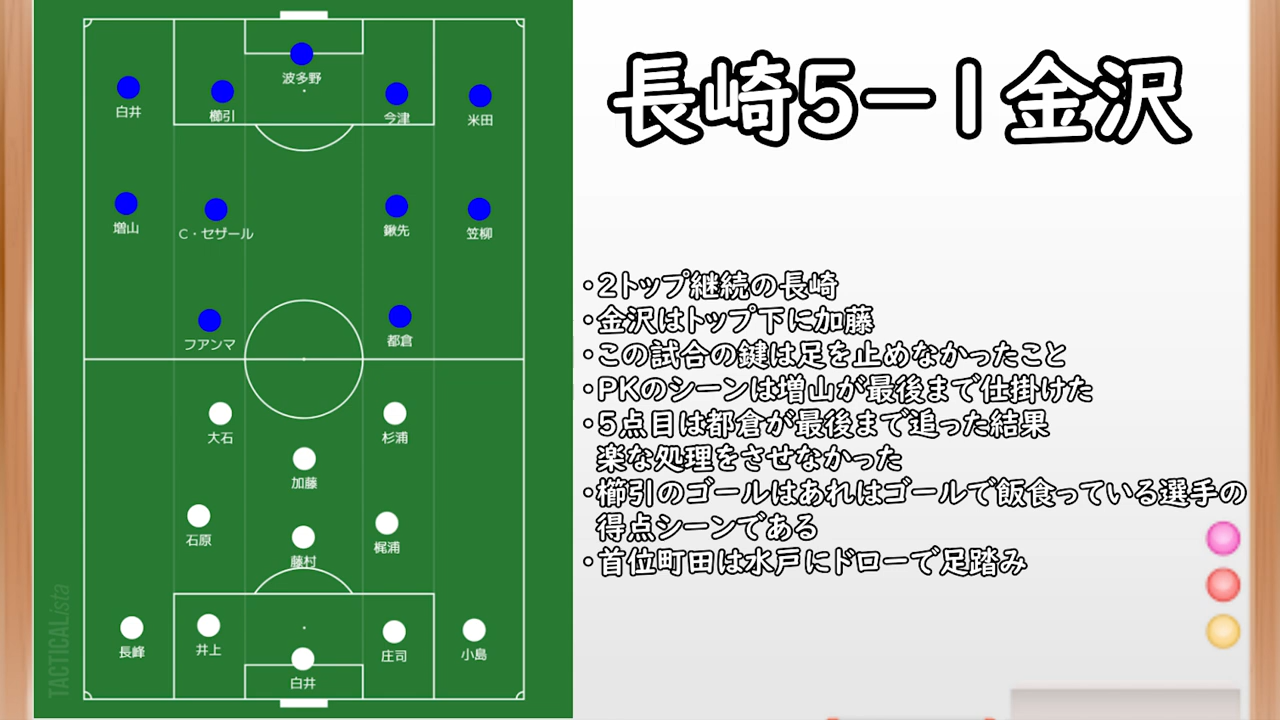 長崎5ー1金沢
波多野
白井
櫛引
今津
米田
増山
C・セザール
鍬先
笠柳
フアンマ
都倉
大石
杉浦
加藤
石原
藤村
梶浦
長峰
井上
庄司
小島
白井
TACTICALista
・2トップ継続の長崎
・金沢はトップ下に加藤
・この試合の鍵は足を止めなかったこと
・PKのシーンは増山が最後まで仕掛けた
・5点目は都倉が最後まで追った結果
楽な処理をさせなかった
・櫛引のゴールはあれはゴールで飯食っている選手の
得点シーンである
・首位町田は水戸にドローで足踏み